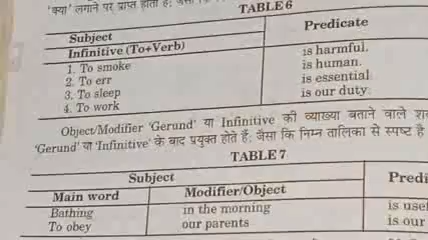 'क्या' लगाने पर प्राप्त होता है; जैसा कि
TABLE 6
Subject Predicate
Infinitive (To+Verb)
1. To smoke is harmful.
2. To err is human.
3. To sleep is essential
4. To work is our duty.
Object/Modifier 'Gerund' या Infinitive की व्याख्या बताने वाले
'Gerund' या 'Infinitive' के बाद प्रयुक्त होते हैं; जैसा कि निम्न तालिका से स्पष्ट है
TABLE 7
Subject
Main word Modifier/Object
Bathing in the morning is
To obey our parents is our